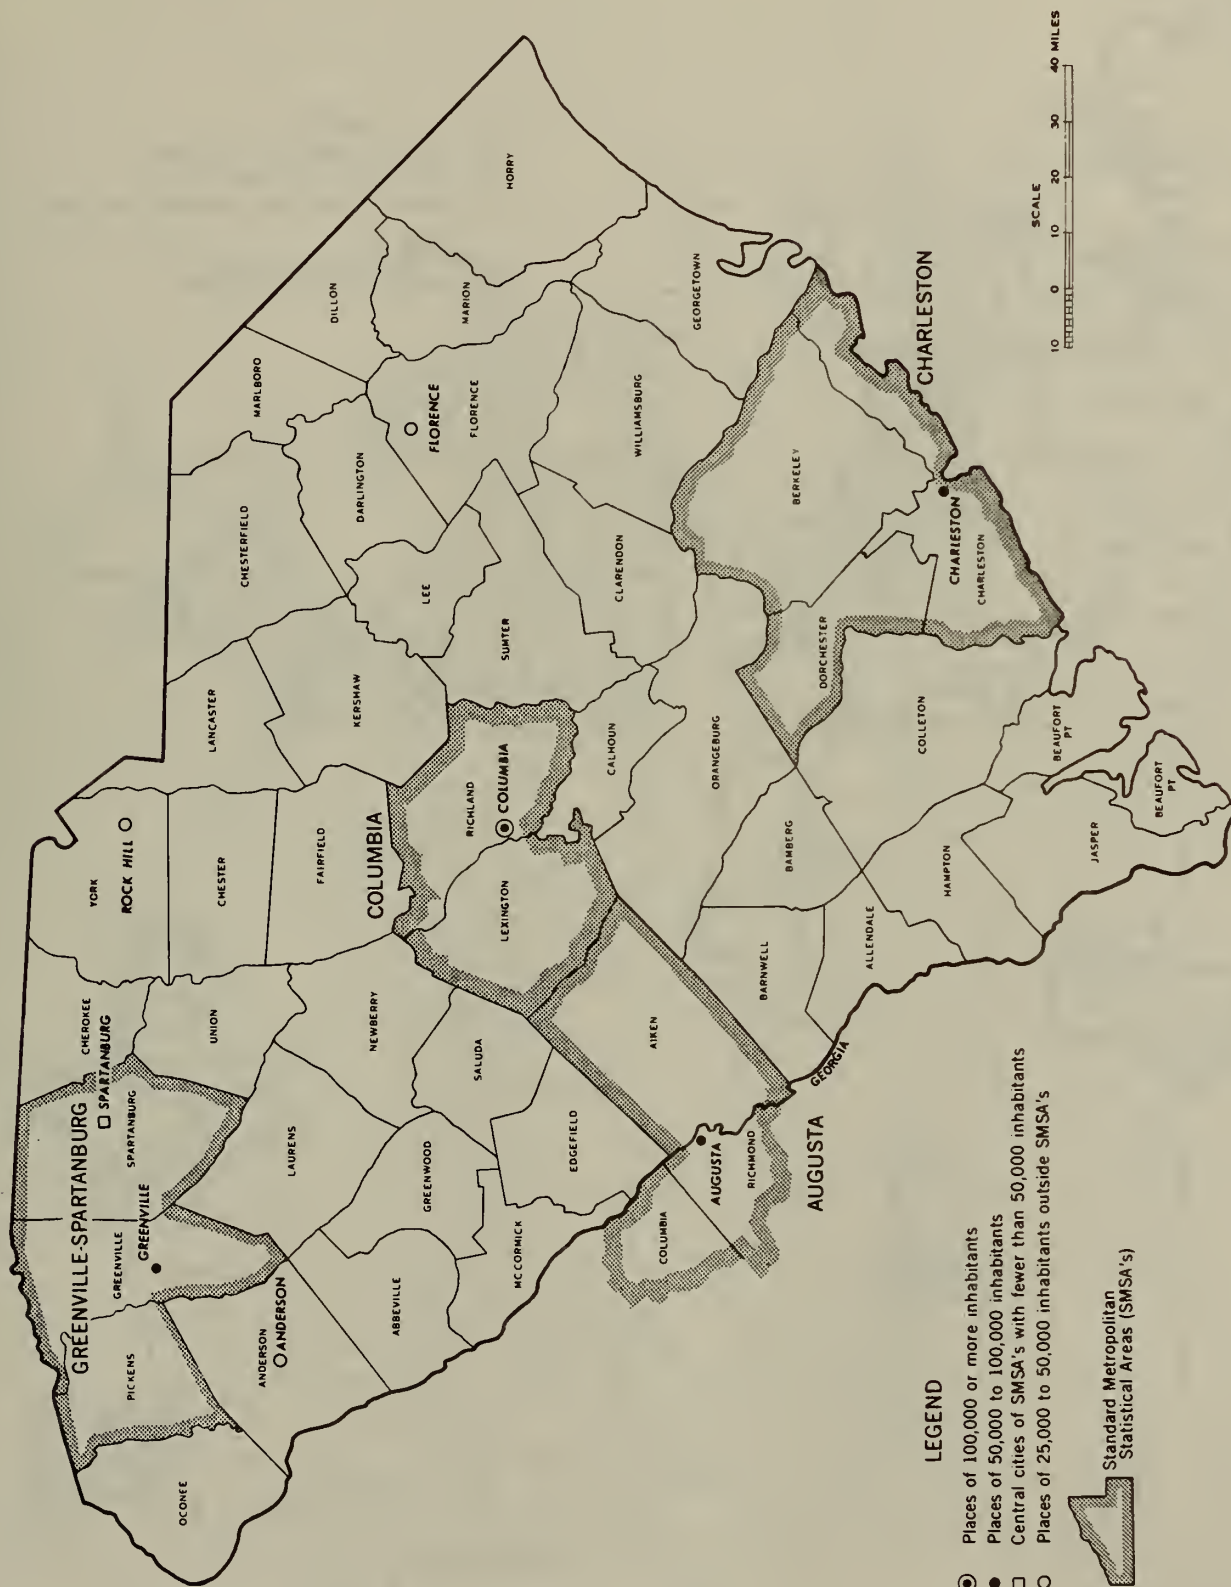 GREENVILLE-SPARTANBURG
CHEROKEE
SPARTANBURG
SPARTANBURG
GREENVILLE
GREENVILLE
PICKENS
OCONEE
YORK
ROCK HILL
CHESTER
UNION
LANCASTER
CHESTERFIELD
MARLBORO
DILLON
HORRY
MARION
FLORENCE
FLORENCE
DARLINGTON
LEE
KERSHAW
FAIRFIELD
COLUMBIA
NEWBERRY
LAURENS
ANDERSON
ANDERSON
ABBEVILLE
GREENWOOD
SALUDA
MC CORMICK
EDGEFIELD
LEXINGTON
RICHLAND
COLUMBIA
SUMTER
CLARENDON
WILLIAMSBURG
GEORGETOWN
CALHOUN
ORANGEBURG
AIKEN
BARNWELL
BAMBERG
ALLENDALE
BERKELEY
DORCHESTER
CHARLESTON
CHARLESTON
CHARLESTON
COLLETON
HAMPTON
JASPER
BEAUFORT
PT
BEAUFORT
PT
COLUMBIA
AUGUSTA
RICHMOND
AUGUSTA
GEORGIA
LEGEND
Places of 100,000 or more inhabitants
Places of 50,000 to 100,000 inhabitants
Central cities of SMSA's with fewer than 50,000 inhabitants
Places of 25,000 to 50,000 inhabitants outside SMSA's
Standard Metropolitan
Statistical Areas (SMSA's)
SCALE
10 0 10 20 30 40 MILES